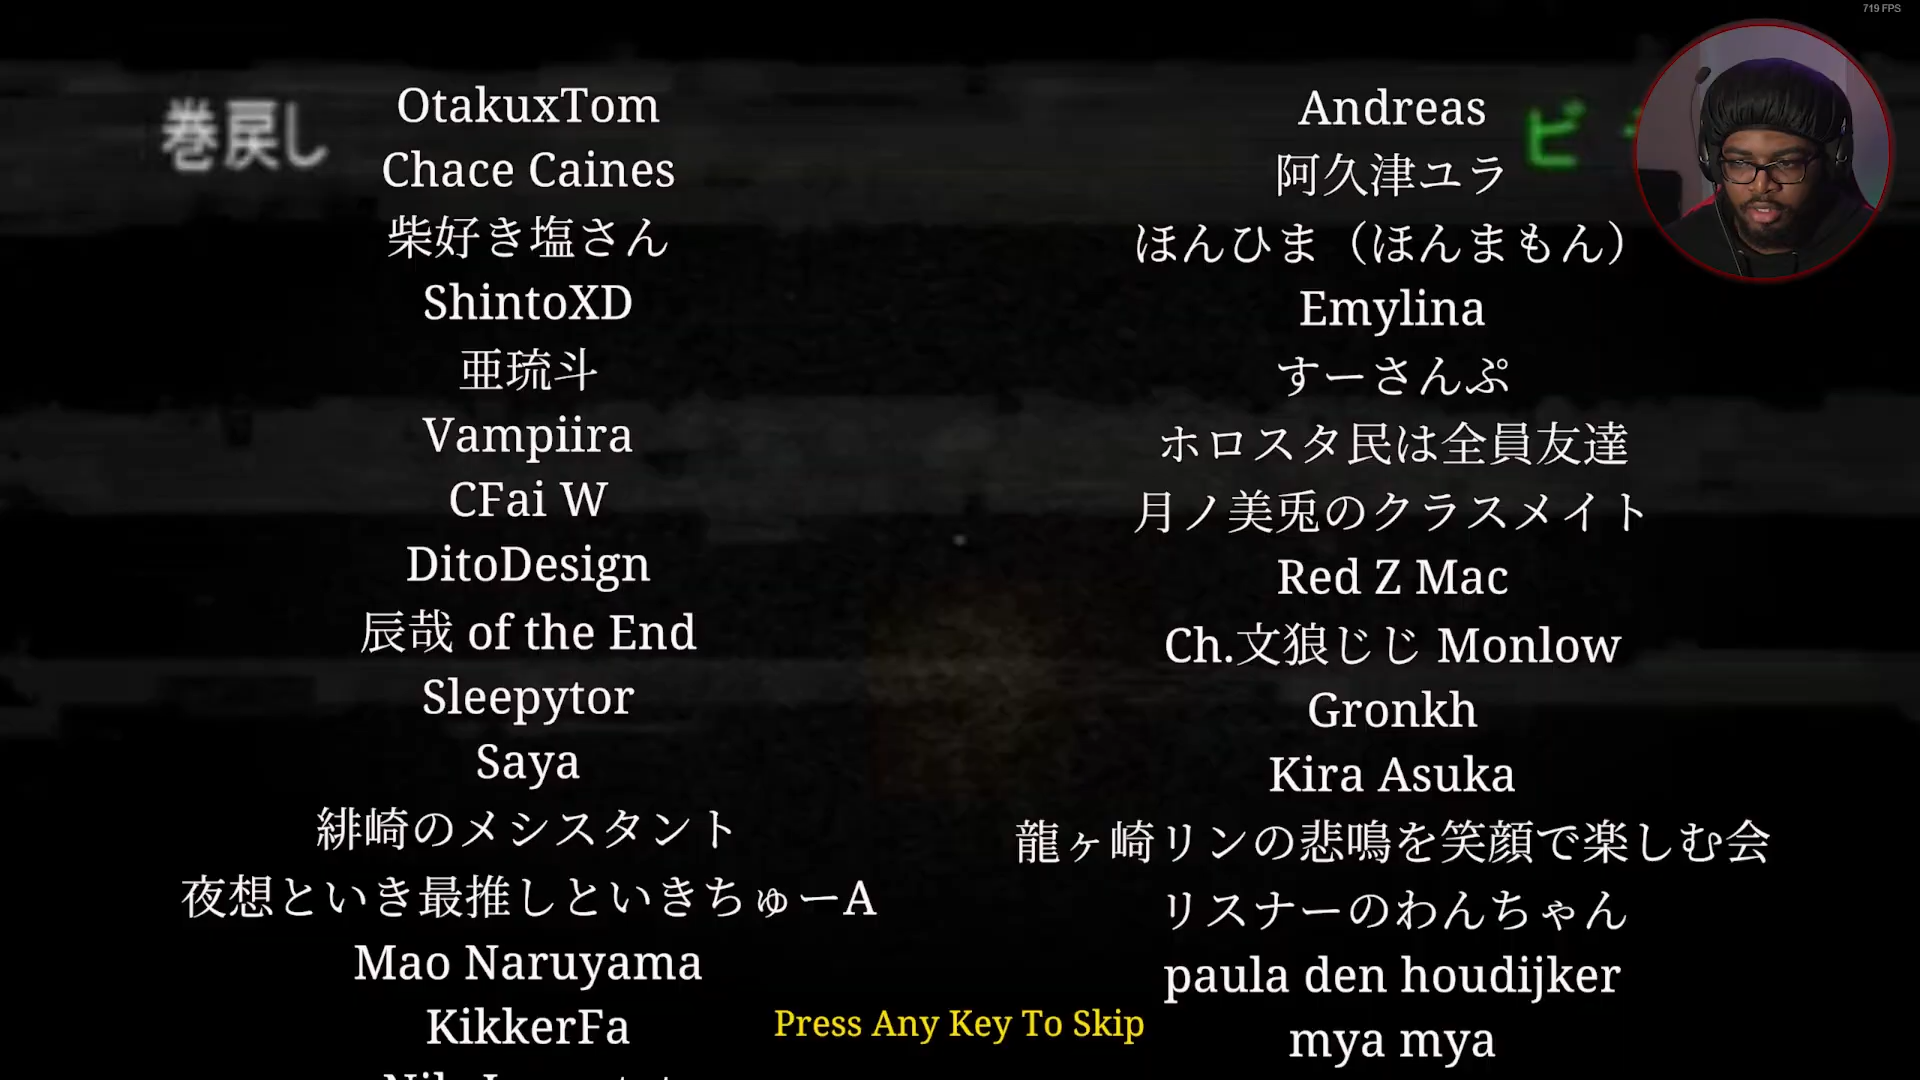 719 FPS
巻戻し
ビ
OtakuxTom
Chace Caines
柴好き塩さん
ShintoXD
亜琉斗
Vampiira
CFai W
DitoDesign
辰哉 of the End
Sleepytor
Saya
緋崎のメシスタント
夜想といき最推しといきちゅーA
Mao Naruyama
KikkerFa
Andreas
阿久津ユラ
ほんひま（ほんまもん）
Emylina
すーさんぷ
ホロスタ民は全員友達
月ノ美兎のクラスメイト
Red Z Mac
Ch.文狼じじ Monlow
Gronkh
Kira Asuka
龍ヶ崎リンの悲鳴を笑顔で楽しむ会
リスナーのわんちゃん
paula den houdijker
mya mya
Press Any Key To Skip